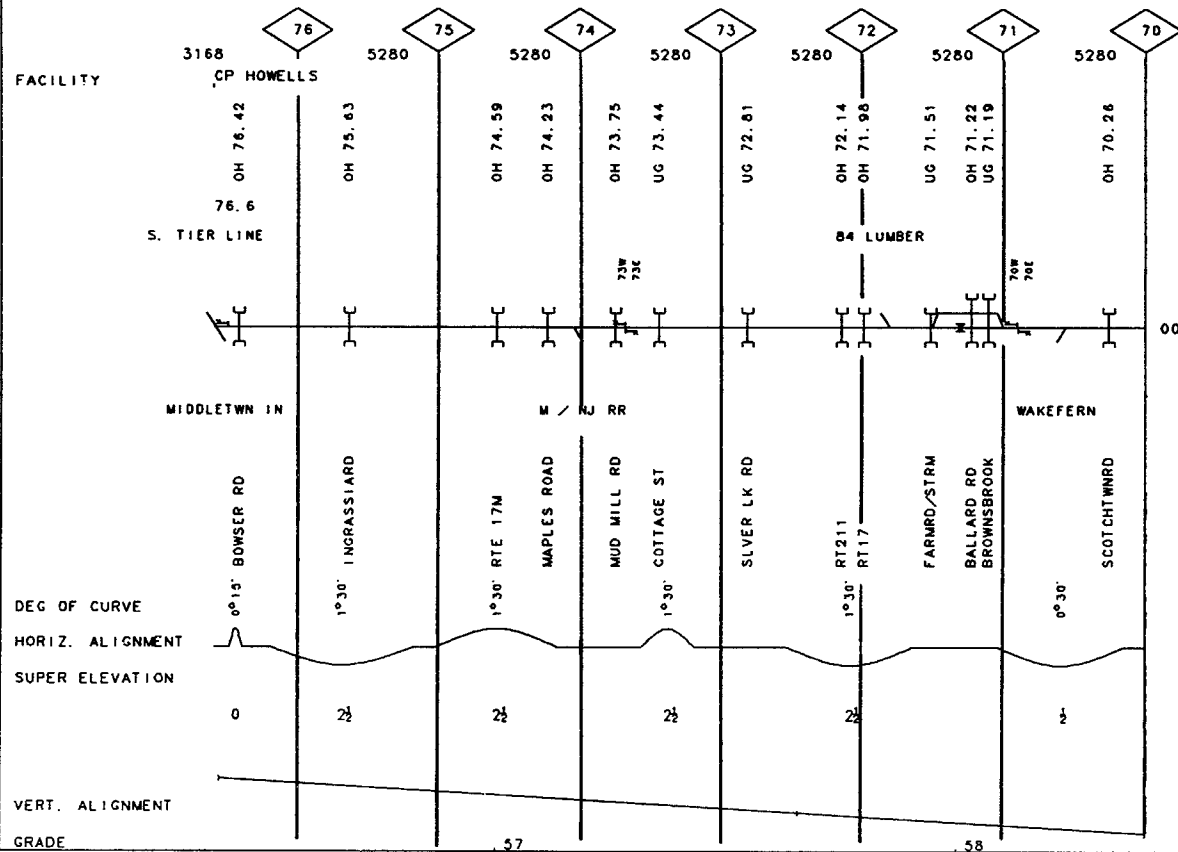 76 75 74 73 72 71 70
3168 5280 5280 5280 5280 5280 5280
FACILITY
CP HOWELLS
OH 76.42
OH 75.63
OH 74.59
OH 74.23
OH 73.75
UG 73.44
UG 72.81
OH 72.14
OH 71.98
UG 71.51
OH 71.22
UG 71.19
OH 70.26
76.6
S. TIER LINE
84 LUMBER
73W
73E
70W
70E
00
MIDDLETWN IN
M / NJ RR
WAKEFERN
BOWSER RD
INGRASSIARD
RTE 17M
MAPLES ROAD
MUD MILL RD
COTTAGE ST
SLVER LK RD
RT211
RT17
FARMRD/STRM
BALLARD RD
BROWNSBROOK
SCOTCHTWNRD
DEG OF CURVE
0°15' 1°30' 1°30' 1°30' 1°30' 0°30'
HORIZ. ALIGNMENT
SUPER ELEVATION
0 2½ 2½ 2½ 2½ ½
VERT. ALIGNMENT
GRADE
.57 .58